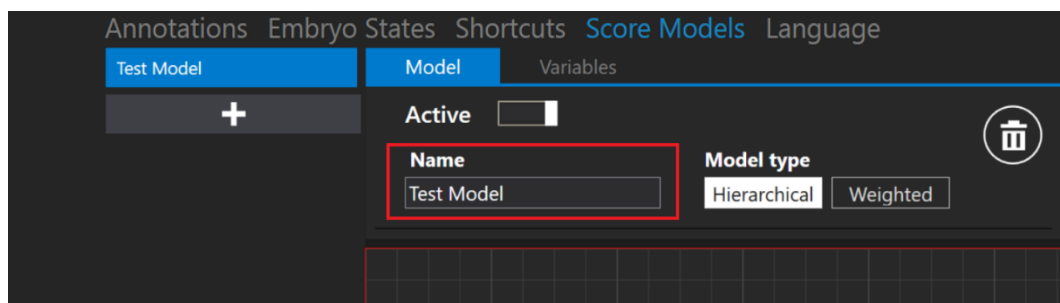 Annotations Embryo States Shortcuts Score Models Language
Test Model
Model Variables
+
Active
Name
Model type
Test Model
Hierarchical Weighted